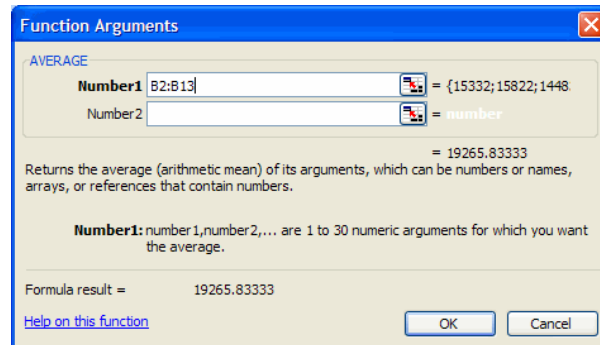 Function Arguments
AVERAGE
Number1 B2:B13 = {15332;15822;1448
Number2 = number
= 19265.83333
Returns the average (arithmetic mean) of its arguments, which can be numbers or names,
arrays, or references that contain numbers.
Number1: number1,number2,... are 1 to 30 numeric arguments for which you want
the average.
Formula result = 19265.83333
Help on this function
OK Cancel